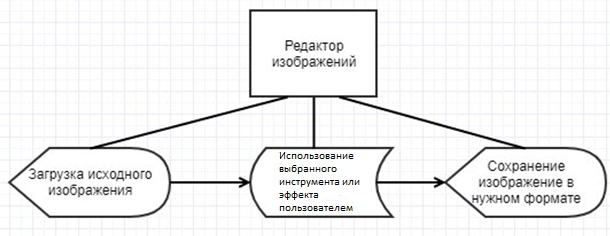 Редактор
изображений
Загрузка исходного
изображения
Использование
выбранного
инструмента или
эффекта
пользователем
Сохранение
изображение в
нужном формате